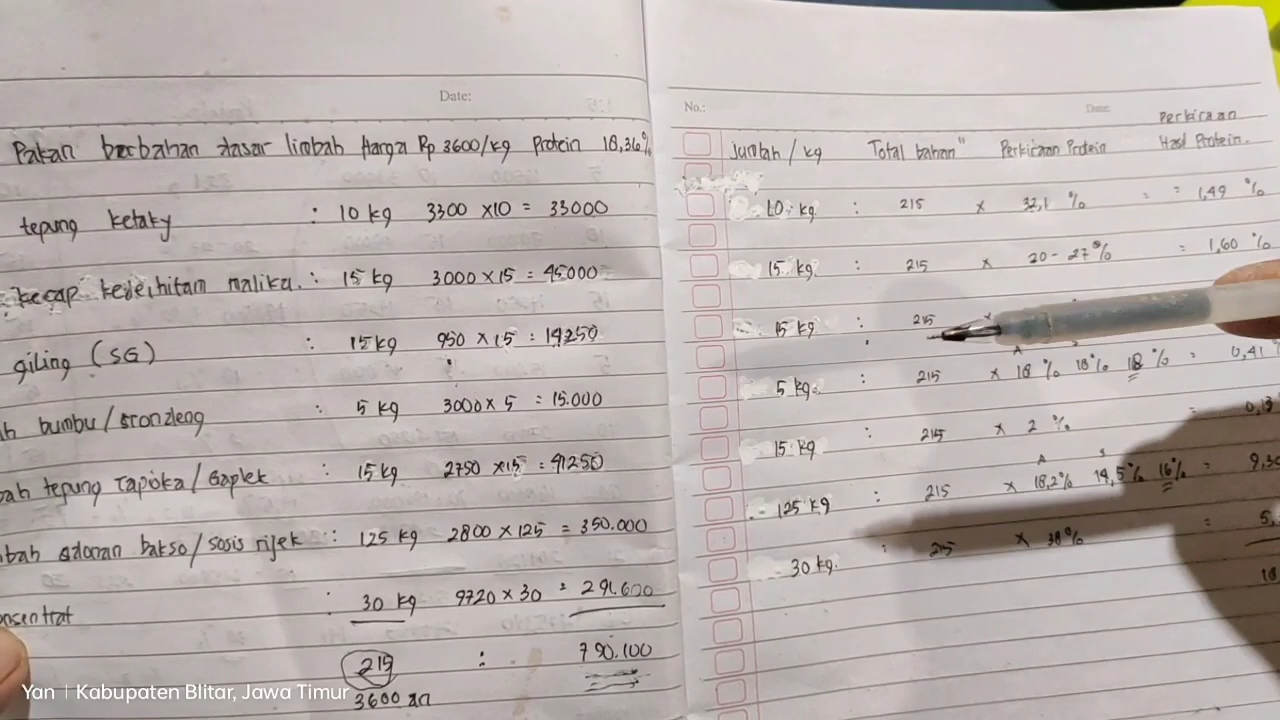 Date:
Pakan berbahan dasar limbah Harga Rp 3600/kg Protein 18,36%
tepung ketaky : 10 kg 3300 x10 = 33000
kecap kedelhitam malika. : 15 kg 3000 x 15 = 45000
giling (SG) : 15 kg 950 x 15 = 14250
bumbu/stondleng : 5 kg 3000 x 5 = 15.000
bah tepung Tapioka/Gaplek : 15 kg 2750 x 15 = 41250
mbah adonan bakso/sosis rijek : 125 kg 2800 x 125 = 350.000
onsentrat : 30 kg 9720 x 30 = 291.600
215 : 790.100
3600 an
No.:
Date:
Jumlah/kg Total bahan" Perkiraan Protein Perkiraan Hasil Protein.
10 kg : 215 x 32,1 % = 1,49 %
15 kg. : 215 x 20-27% = 1,60 %
15 kg : 215
5 kg. : 215 x 18% 18% 18% = 0,41 %
15 kg : 215 x 2 % =
A S
125 kg : 215 x 18,2% 14,5% 16% =
30 kg. : 215 x 38% =
Yan | Kabupaten Blitar, Jawa Timur